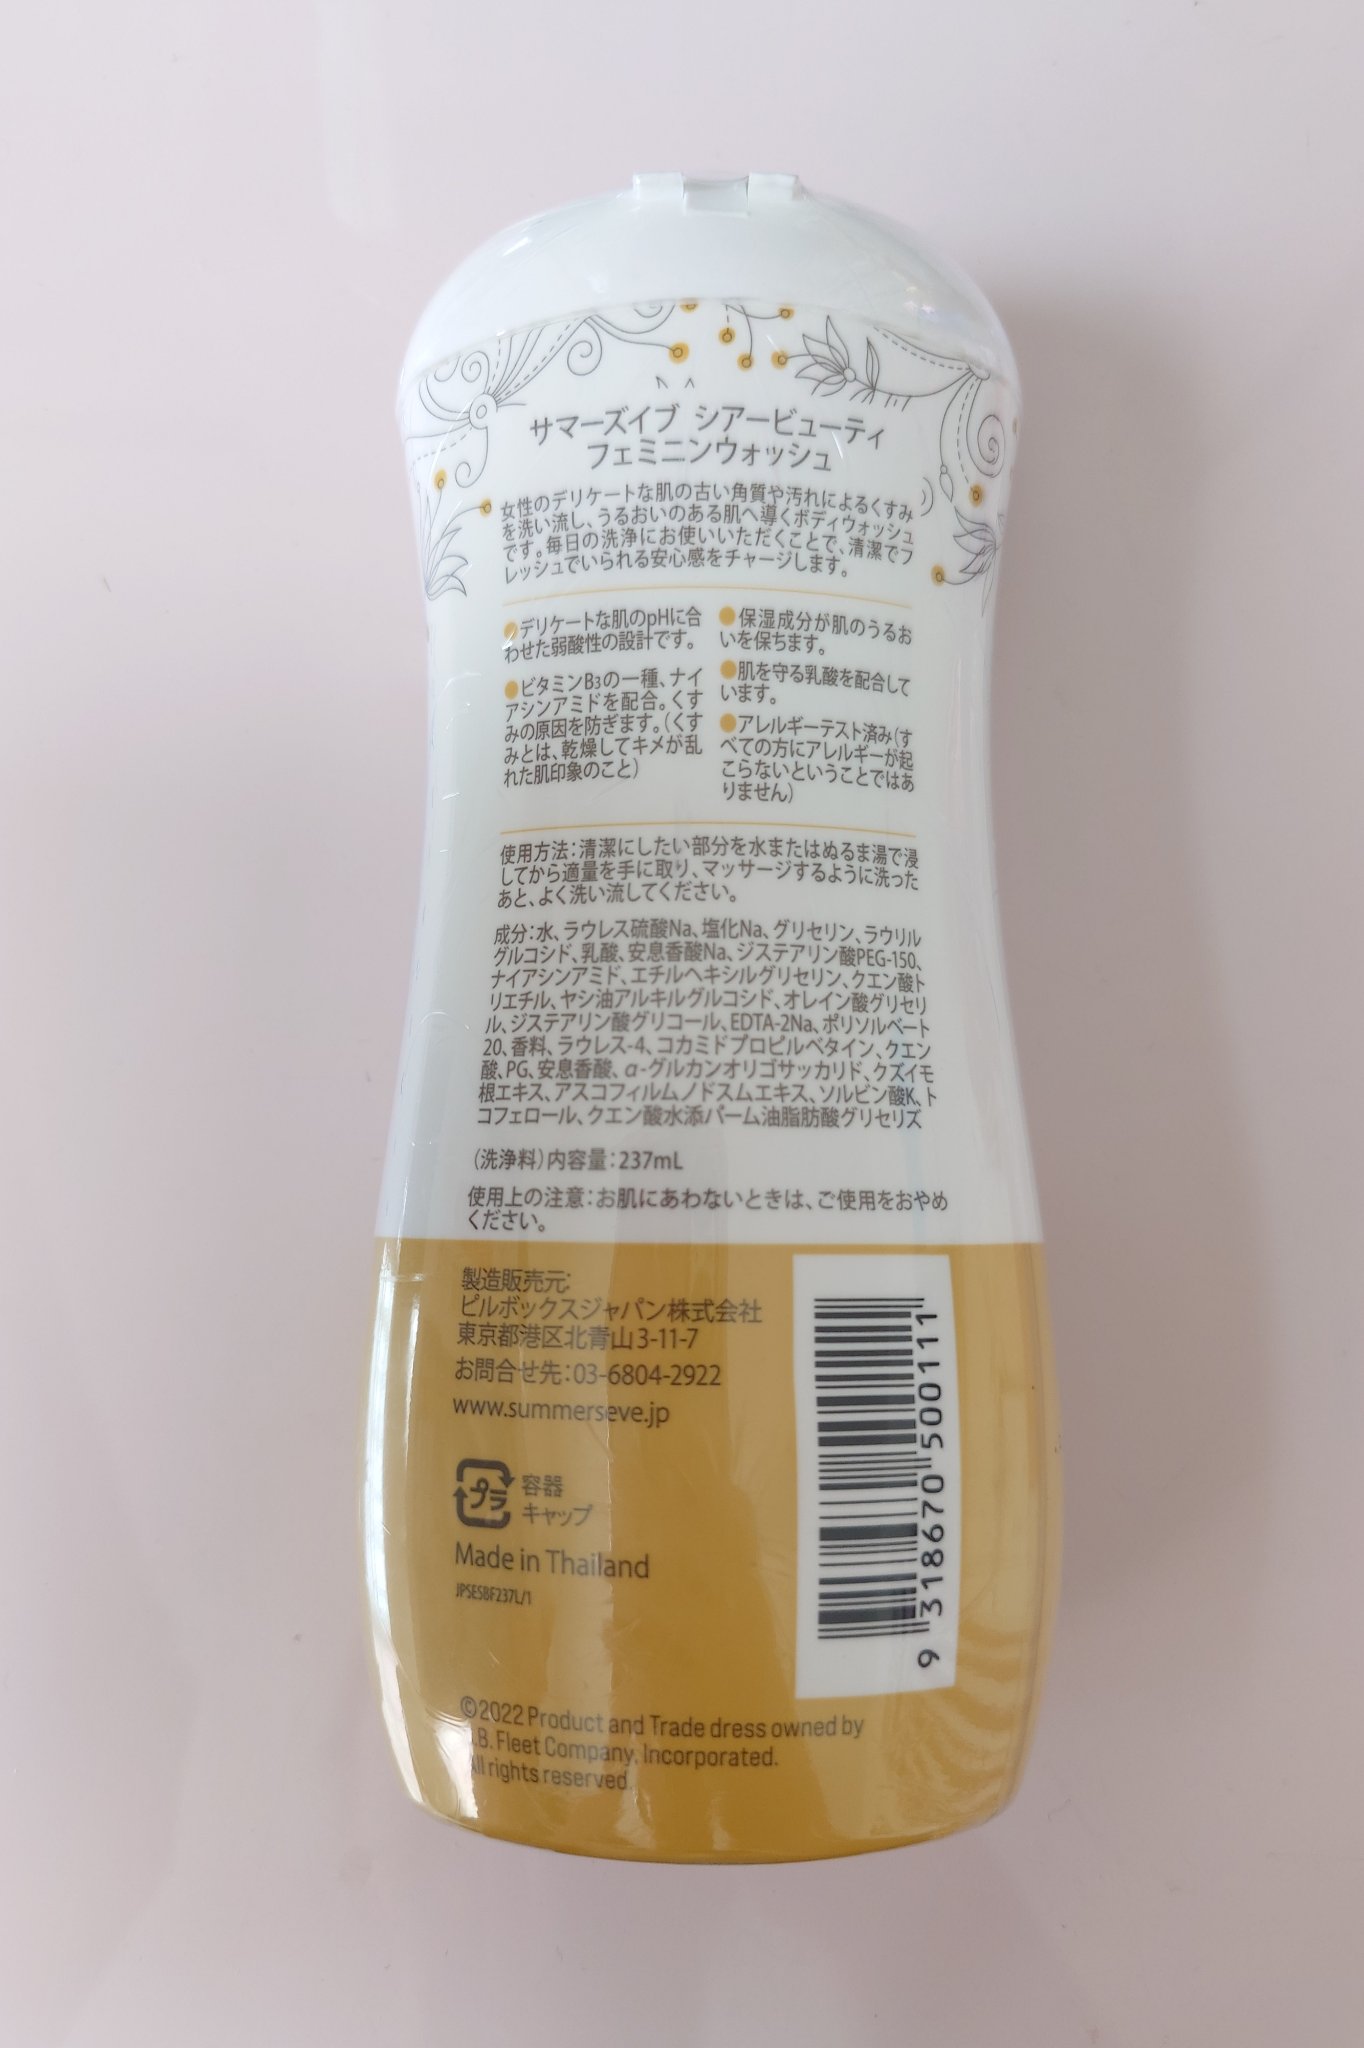 サマーズイブ シアービューティ
フェミニンウォッシュ
女性のデリケートな肌の古い角質や汚れによるくすみ
を洗い流し、うるおいのある肌へ導くボディウォッシュ
です。毎日の洗浄にお使いいただくことで、清潔でフ
レッシュでいられる安心感をチャージします。
●デリケートな肌のpHに合
わせた弱酸性の設計です。
●ビタミンB3の一種、ナイ
アシンアミドを配合。くす
みの原因を防ぎます。（くす
みとは、乾燥してキメが乱
れた肌印象のこと）
●保湿成分が肌のうるお
いを保ちます。
●肌を守る乳酸を配合して
います。
●アレルギーテスト済み（す
べての方にアレルギーが起
こらないということではあ
りません）
使用方法：清潔にしたい部分を水またはぬるま湯で浸
してから適量を手に取り、マッサージするように洗った
あと、よく洗い流してください。
成分：水、ラウレス硫酸Na、塩化Na、グリセリン、ラウリル
グルコシド、乳酸、安息香酸Na、ジステアリン酸PEG-150、
ナイアシンアミド、エチルヘキシルグリセリン、クエン酸ト
リエチル、ヤシ油アルキルグルコシド、オレイン酸グリセリ
ル、ジステアリン酸グリコール、EDTA-2Na、ポリソルベート
20、香料、ラウレス-4、コカミドプロピルベタイン、クエン
酸、PG、安息香酸、α-グルカンオリゴサッカリド、クズイモ
根エキス、アスコフィルムノドスムエキス、ソルビン酸K、ト
コフェロール、クエン酸水添パーム油脂肪酸グリセリズ
（洗浄料）内容量：237mL
使用上の注意：お肌にあわないときは、ご使用をおやめ
ください。
製造販売元：
ピルボックスジャパン株式会社
東京都港区北青山3-11-7
お問合せ先：03-6804-2922
www.summerseve.jp
プラ
容器
キャップ
Made in Thailand
JPSESBF237L/1
9 318670 500111
©2022 Product and Trade dress owned by
.B. Fleet Company, Incorporated.
All rights reserved.